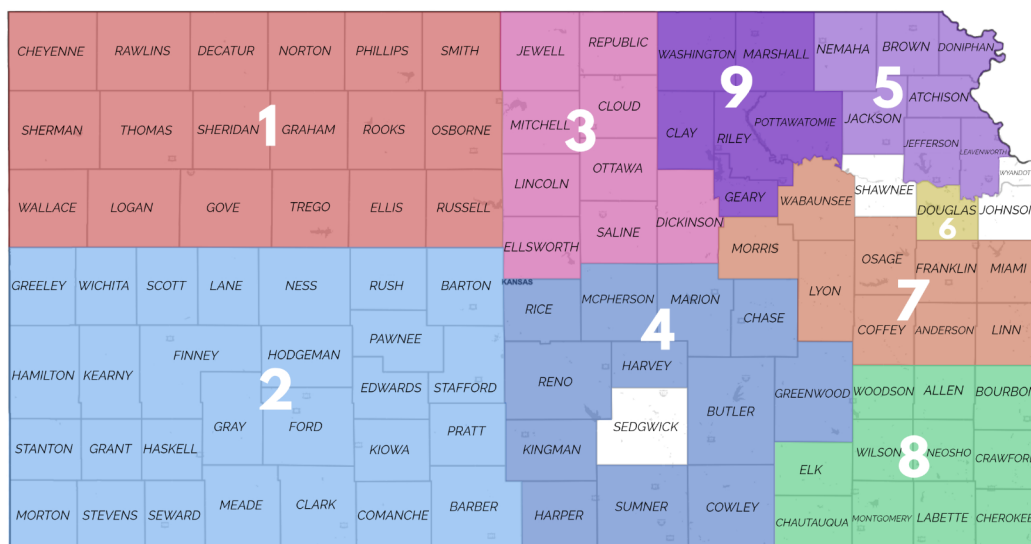 CHEYENNE RAWLINS DECATUR NORTON PHILLIPS SMITH JEWELL REPUBLIC WASHINGTON MARSHALL NEMAHA BROWN DONIPHAN
1 3 9 5
CLOUD ATCHISON
SHERMAN THOMAS SHERIDAN GRAHAM ROOKS OSBORNE MITCHELL CLAY RILEY POTTAWATOMIE JACKSON
JEFFERSON LEAVENWORTH
OTTAWA WYANDOT
LINCOLN SHAWNEE
WALLACE LOGAN GOVE TREGO ELLIS RUSSELL GEARY WABAUNSEE DOUGLAS JOHNSON
SALINE DICKINSON 6
ELLSWORTH MORRIS OSAGE FRANKLIN MIAMI
KANSAS
GREELEY WICHITA SCOTT LANE NESS RUSH BARTON RICE MCPHERSON MARION LYON
7
CHASE
4
PAWNEE COFFEY ANDERSON LINN
FINNEY HODGEMAN HARVEY
HAMILTON KEARNY EDWARDS STAFFORD RENO GREENWOOD WOODSON ALLEN BOURBON
2
BUTLER
GRAY FORD PRATT SEDGWICK
STANTON GRANT HASKELL KIOWA KINGMAN WILSON NEOSHO CRAWFORD
8
ELK
MORTON STEVENS SEWARD MEADE CLARK COMANCHE BARBER HARPER SUMNER COWLEY CHAUTAUQUA MONTGOMERY LABETTE CHEROKEE